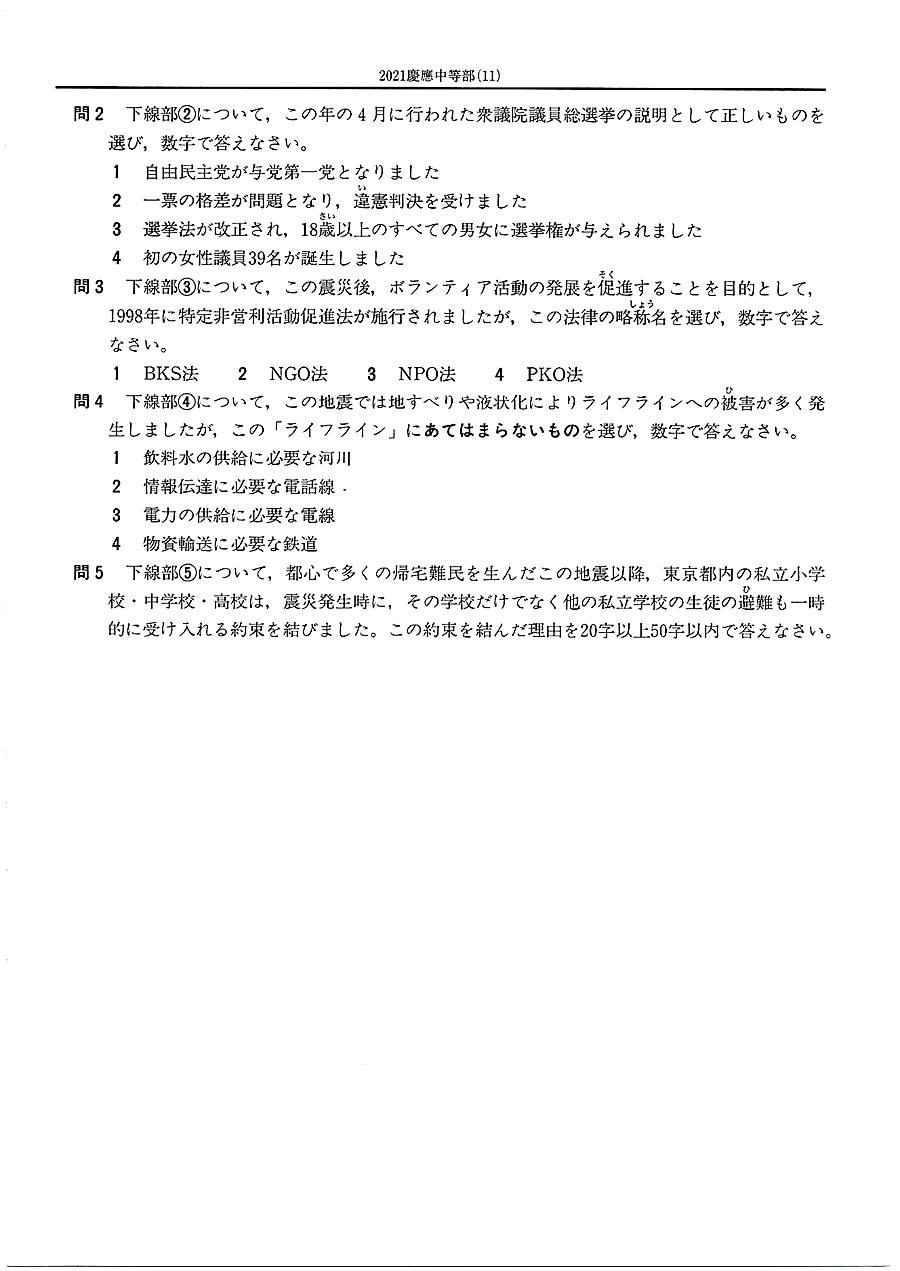 2021慶應中等部(11)
問2 下線部②について，この年の4月に行われた衆議院議員総選挙の説明として正しいものを
選び，数字で答えなさい。
1 自由民主党が与党第一党となりました
2 一票の格差が問題となり，違憲判決を受けました
3 選挙法が改正され，18歳以上のすべての男女に選挙権が与えられました
4 初の女性議員39名が誕生しました
問3 下線部③について，この震災後，ボランティア活動の発展を促進することを目的として，
1998年に特定非営利活動促進法が施行されましたが，この法律の略称名を選び，数字で答え
なさい。
1 BKS法 2 NGO法 3 NPO法 4 PKO法
問4 下線部④について，この地震では地すべりや液状化によりライフラインへの被害が多く発
生しましたが，この「ライフライン」にあてはまらないものを選び，数字で答えなさい。
1 飲料水の供給に必要な河川
2 情報伝達に必要な電話線
3 電力の供給に必要な電線
4 物資輸送に必要な鉄道
問5 下線部⑤について，都心で多くの帰宅難民を生んだこの地震以降，東京都内の私立小学
校・中学校・高校は，震災発生時に，その学校だけでなく他の私立学校の生徒の避難も一時
的に受け入れる約束を結びました。この約束を結んだ理由を20字以上50字以内で答えなさい。